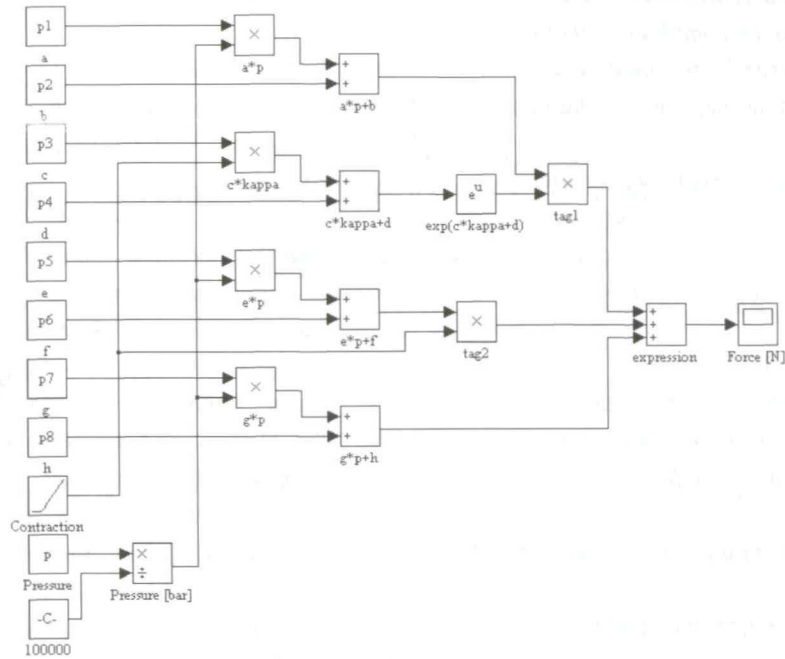 p1
a
p2
b
p3
c
p4
d
p5
e
p6
f
p7
g
p8
h
Contraction
p
Pressure
-C-
100000
×
÷
Pressure [bar]
×
a*p
+
+
a*p+b
×
c*kappa
+
+
c*kappa+d
e^u
exp(c*kappa+d)
×
tag1
×
e*p
+
+
e*p+f
×
tag2
×
g*p
+
+
g*p+h
+
+
+
expression
Force [N]